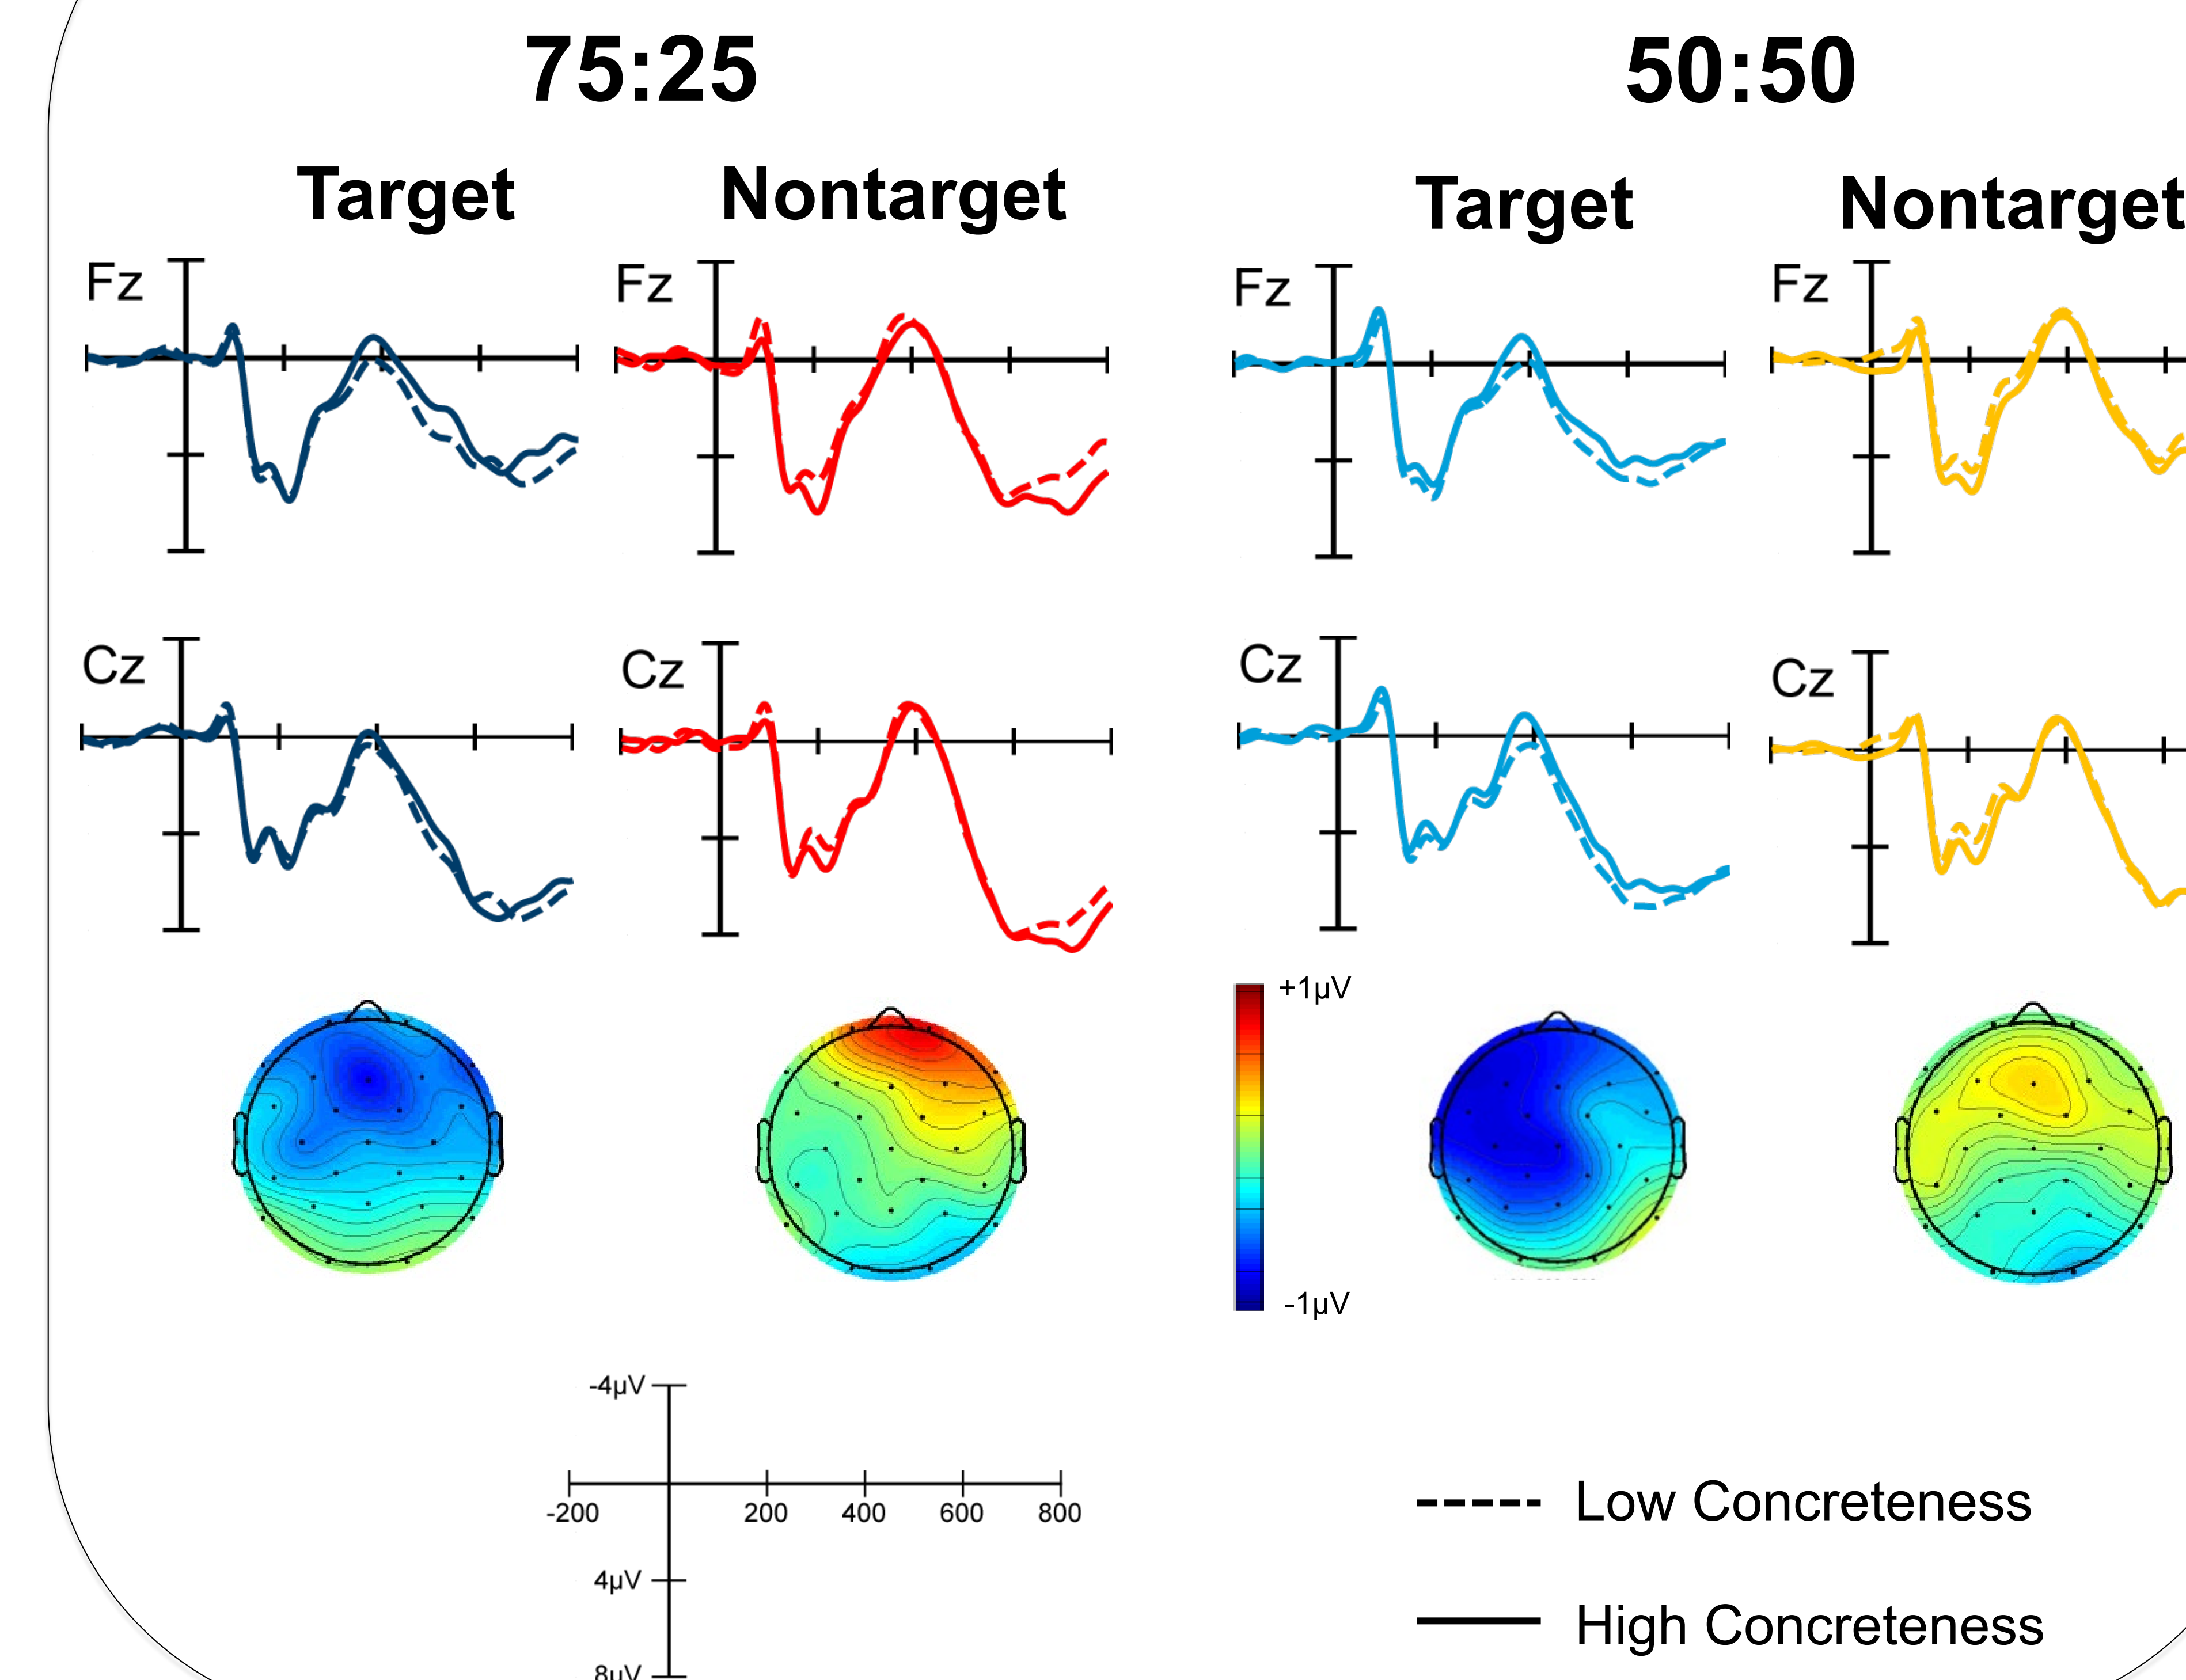 75:25 50:50
Target Nontarget Target Nontarget
Fz Fz Fz Fz
Cz Cz Cz Cz
+1µV
-1µV
-4µV
-200 200 400 600 800
4µV
8µV
Low Concreteness
High Concreteness